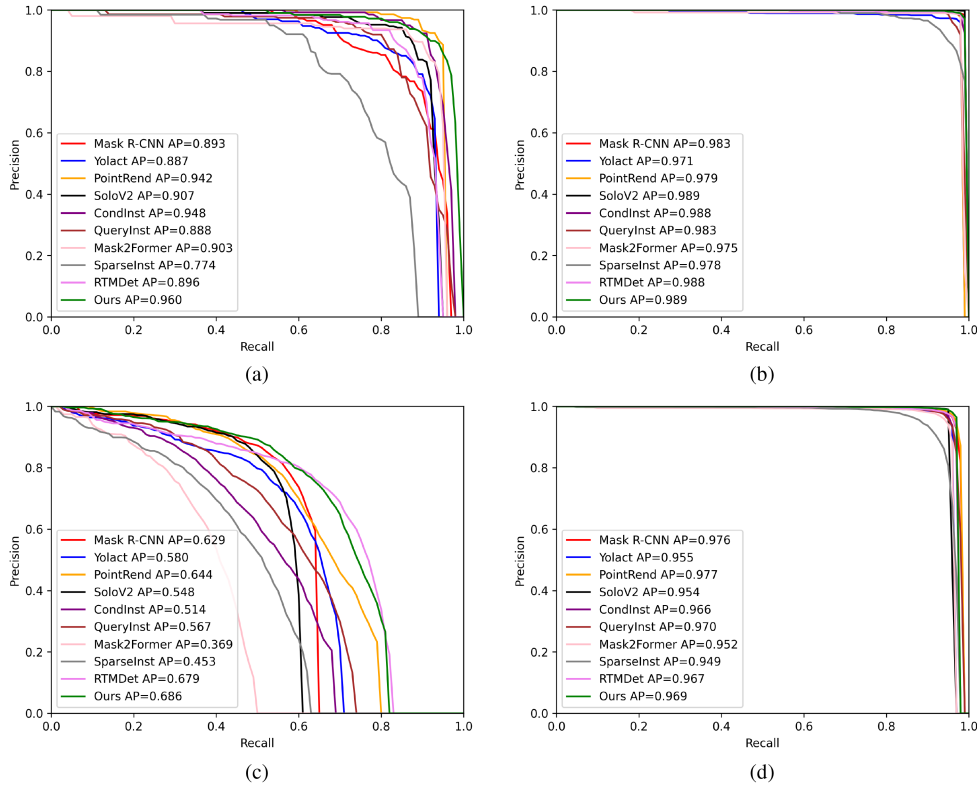 1.0
0.8
0.6
0.4
0.2
0.0
Precision
Mask R-CNN AP=0.893
Yolact AP=0.887
PointRend AP=0.942
SoloV2 AP=0.907
CondInst AP=0.948
QueryInst AP=0.888
Mask2Former AP=0.903
SparseInst AP=0.774
RTMDet AP=0.896
Ours AP=0.960
0.0 0.2 0.4 0.6 0.8 1.0
Recall
(a)
1.0
0.8
0.6
0.4
0.2
0.0
Precision
Mask R-CNN AP=0.983
Yolact AP=0.971
PointRend AP=0.979
SoloV2 AP=0.989
CondInst AP=0.988
QueryInst AP=0.983
Mask2Former AP=0.975
SparseInst AP=0.978
RTMDet AP=0.988
Ours AP=0.989
0.0 0.2 0.4 0.6 0.8 1.0
Recall
(b)
1.0
0.8
0.6
0.4
0.2
0.0
Precision
Mask R-CNN AP=0.629
Yolact AP=0.580
PointRend AP=0.644
SoloV2 AP=0.548
CondInst AP=0.514
QueryInst AP=0.567
Mask2Former AP=0.369
SparseInst AP=0.453
RTMDet AP=0.679
Ours AP=0.686
0.0 0.2 0.4 0.6 0.8 1.0
Recall
(c)
1.0
0.8
0.6
0.4
0.2
0.0
Precision
Mask R-CNN AP=0.976
Yolact AP=0.955
PointRend AP=0.977
SoloV2 AP=0.954
CondInst AP=0.966
QueryInst AP=0.970
Mask2Former AP=0.952
SparseInst AP=0.949
RTMDet AP=0.967
Ours AP=0.969
0.0 0.2 0.4 0.6 0.8 1.0
Recall
(d)